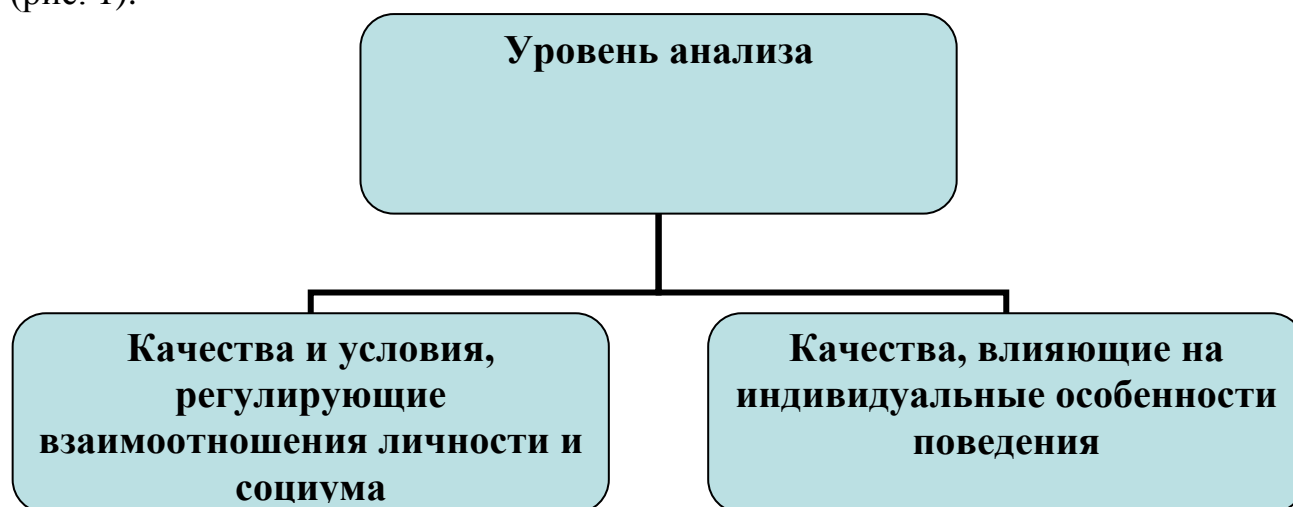 (рис. 1).
Уровень анализа
Качества и условия,
регулирующие
взаимоотношения личности и
социума
Качества, влияющие на
индивидуальные особенности
поведения